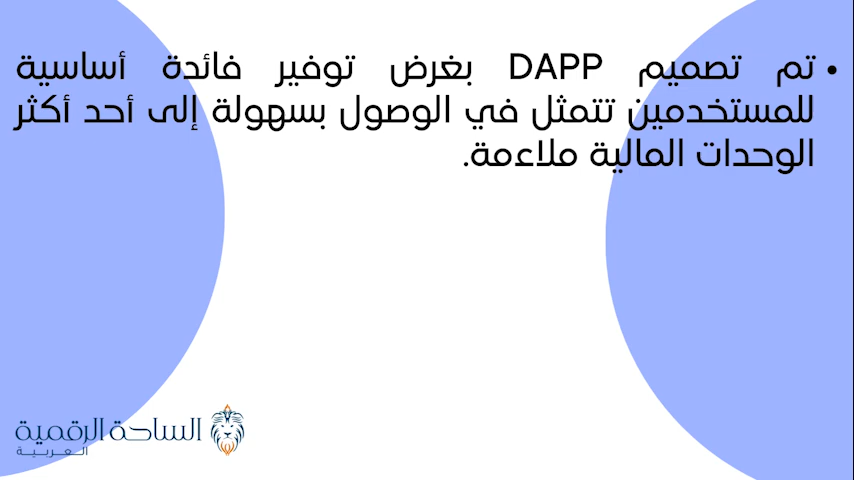 • تم تصميم DAPP بغرض توفير فائدة أساسية
للمستخدمين تتمثل في الوصول بسهولة إلى أحد أكثر
الوحدات المالية ملاءمة.
الساحة الرقمية
العربية